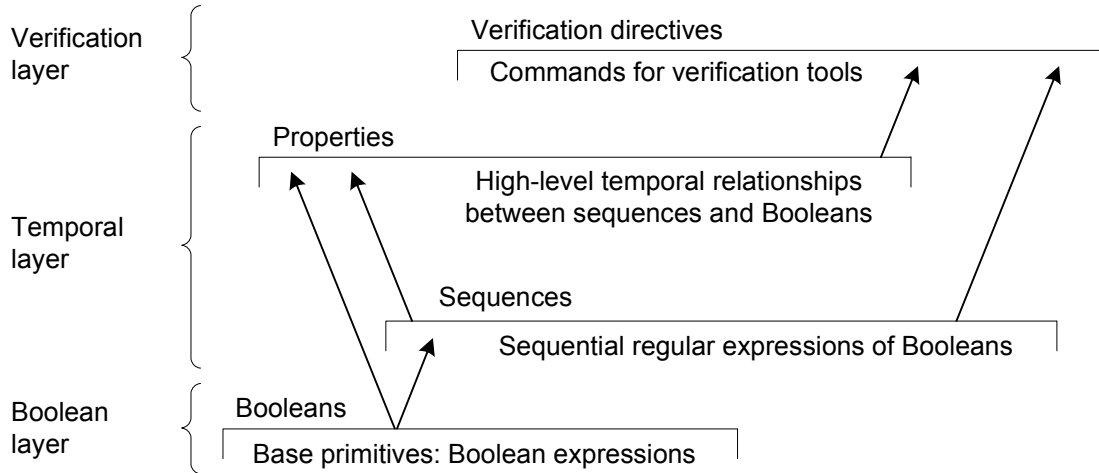 Verification
layer
Verification directives
Commands for verification tools
Temporal
layer
Properties
High-level temporal relationships
between sequences and Booleans
Sequences
Sequential regular expressions of Booleans
Boolean
layer
Booleans
Base primitives: Boolean expressions